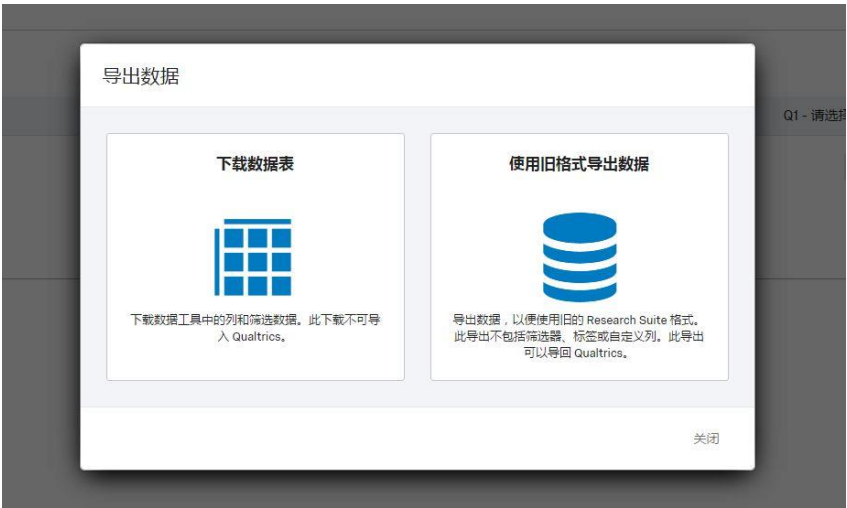 导出数据
Q1 - 请选择
下载数据表
下载数据工具中的列和筛选数据。此下载不可导
入 Qualtrics。
使用旧格式导出数据
导出数据，以便使用旧的 Research Suite 格式。
此导出不包括筛选器、标签或自定义列。此导出
可以导回 Qualtrics。
关闭